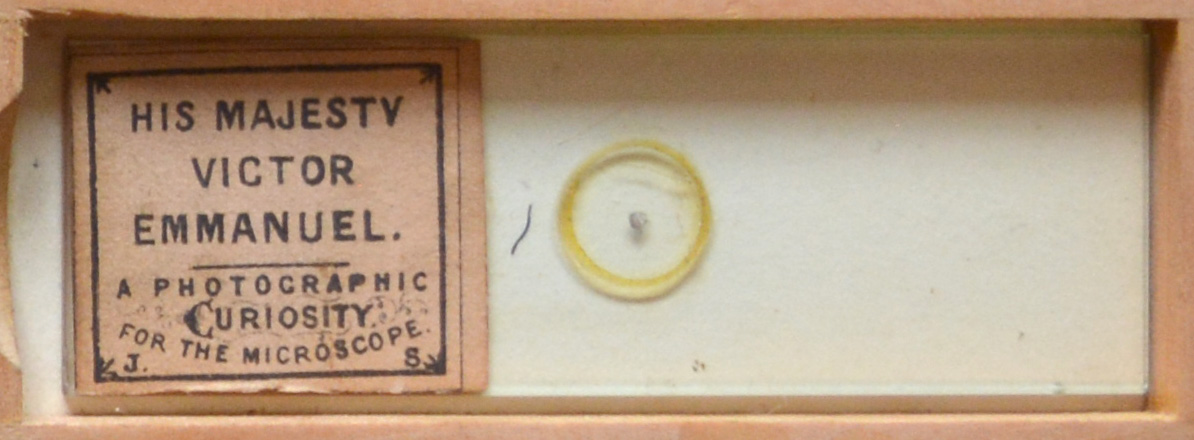 HIS MAJESTY
VICTOR
EMMANUEL.
A PHOTOGRAPHIC
CURIOSITY.
FOR THE MICROSCOPE.
J. S.